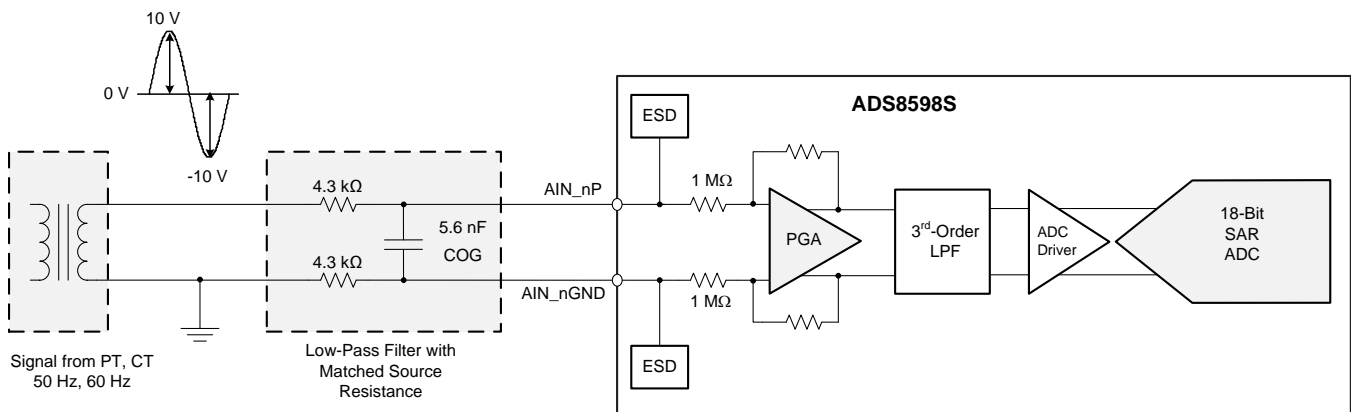 10 V
0 V
-10 V
Signal from PT, CT
50 Hz, 60 Hz
4.3 kΩ
5.6 nF
COG
4.3 kΩ
Low-Pass Filter with
Matched Source
Resistance
AIN_nP
AIN_nGND
ADS8598S
ESD
1 MΩ
1 MΩ
ESD
PGA
3rd-Order
LPF
ADC
Driver
18-Bit
SAR
ADC